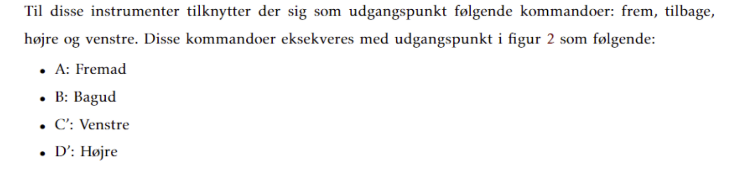 Til disse instrumenter tilknytter der sig som udgangspunkt følgende kommandoer: frem, tilbage,
højre og venstre. Disse kommandoer eksekveres med udgangspunkt i figur 2 som følgende:
• A: Fremad
• B: Bagud
• C’: Venstre
• D’: Højre